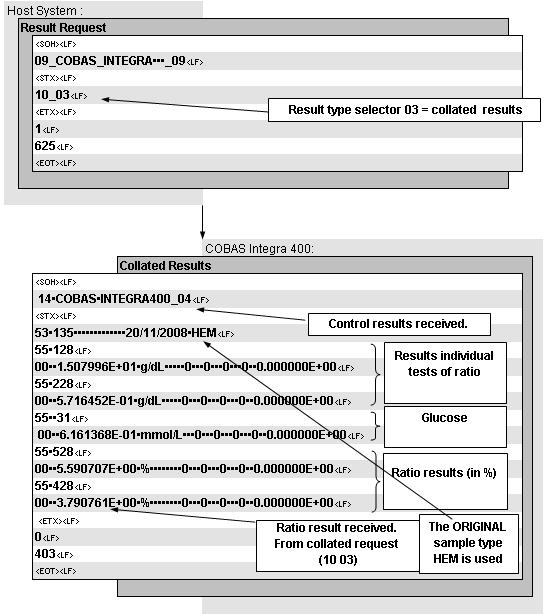 Host System :
Result Request
<SOH><LF>
09_COBAS_INTEGRA···_09<LF>
<STX><LF>
10_03<LF>
Result type selector 03 = collated results
<ETX><LF>
1<LF>
625<LF>
<EOT><LF>
COBAS Integra 400:
Collated Results
<SOH><LF>
14·COBAS·INTEGRA400_04<LF>
<STX><LF>
Control results received.
53·135·············20/11/2008·HEM<LF>
55·128<LF>
00··1.507996E+01·g/dL·····0···0···0···0··0.000000E+00<LF>
55·228<LF>
00··5.716452E-01·g/dL·····0···0···0···0··0.000000E+00<LF>
Results individual
tests of ratio
55··31<LF>
00··6.161368E-01·mmol/L···0···0···0···0··0.000000E+00<LF>
Glucose
55·528<LF>
00··5.590707E+00·%········0···0···0···0··0.000000E+00<LF>
55·428<LF>
00··3.790761E+00·%········0···0···0···0··0.000000E+00<LF>
Ratio results (in %)
<ETX><LF>
0<LF>
403<LF>
<EOT><LF>
Ratio result received.
From collated request
(10 03)
The ORIGINAL
sample type
HEM is used